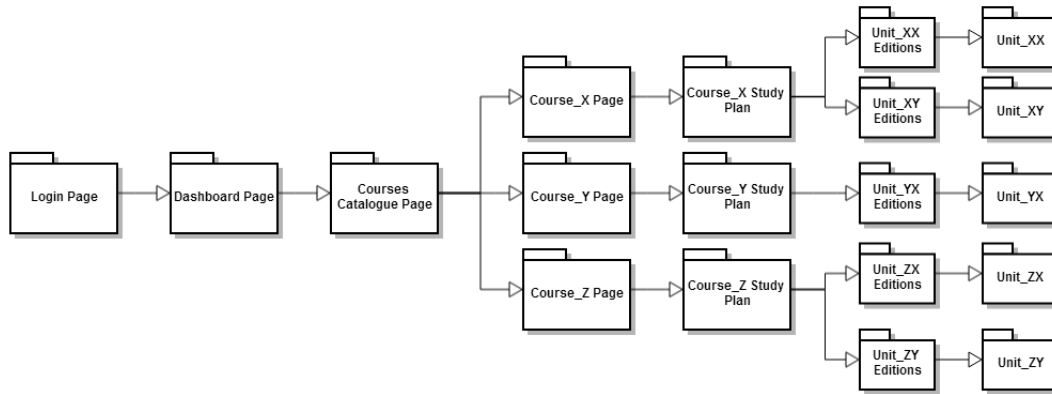 Login Page
Dashboard Page
Courses
Catalogue Page
Course_X Page
Course_X Study
Plan
Unit_XX
Editions
Unit_XX
Unit_XY
Editions
Unit_XY
Course_Y Page
Course_Y Study
Plan
Unit_YX
Editions
Unit_YX
Course_Z Page
Course_Z Study
Plan
Unit_ZX
Editions
Unit_ZX
Unit_ZY
Editions
Unit_ZY